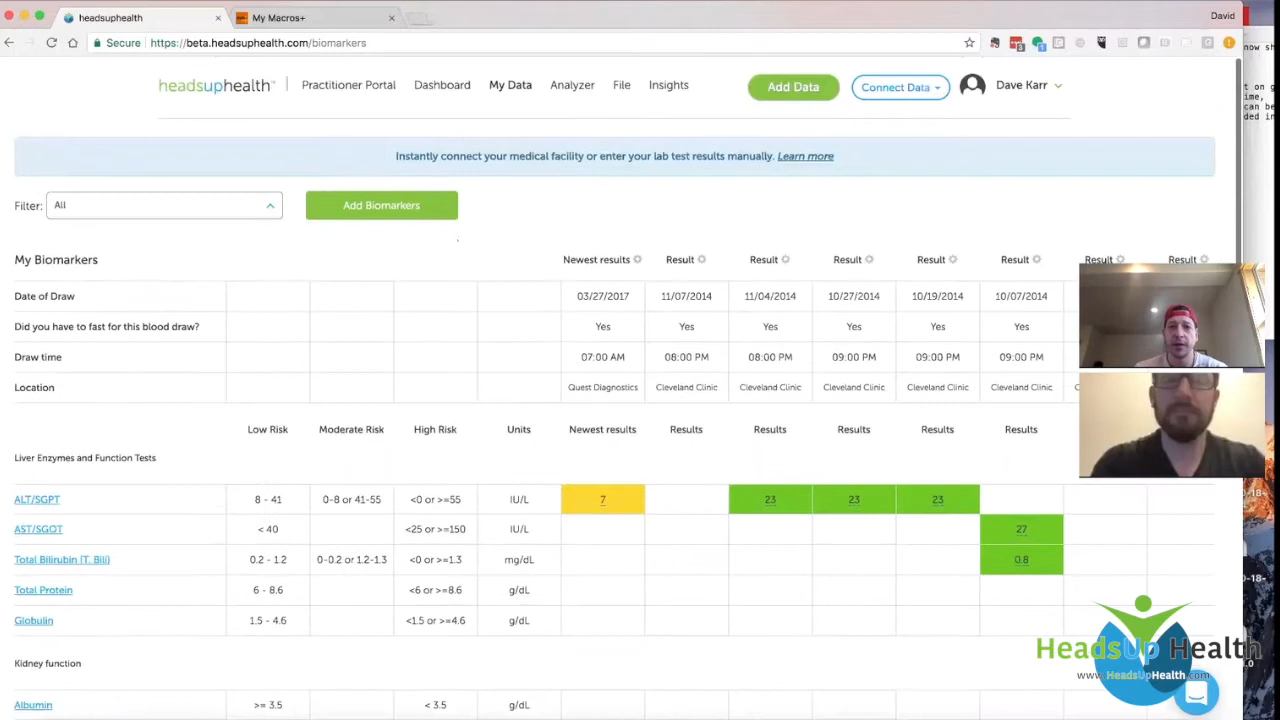 headsuphealth
My Macros+
David
Secure https://beta.headsuphealth.com/biomarkers
now sh
headsuphealth™ Practitioner Portal Dashboard My Data Analyzer File Insights Add Data Connect Data Dave Karr
t on g
ime,
can be
ded in
Instantly connect your medical facility or enter your lab test results manually. Learn more
Filter: All Add Biomarkers
My Biomarkers Newest results Result Result Result Result Result Result Result
Date of Draw 03/27/2017 11/07/2014 11/04/2014 10/27/2014 10/19/2014 10/07/2014
Did you have to fast for this blood draw? Yes Yes Yes Yes Yes Yes
Draw time 07:00 AM 08:00 PM 08:00 PM 09:00 PM 09:00 PM 09:00 PM
Location Quest Diagnostics Cleveland Clinic Cleveland Clinic Cleveland Clinic Cleveland Clinic Cleveland Clinic
Low Risk Moderate Risk High Risk Units Newest results Results Results Results Results Results
Liver Enzymes and Function Tests
ALT/SGPT 8 - 41 0-8 or 41-55 <0 or >=55 IU/L 7 23 23 23
AST/SGOT < 40 <25 or >=150 IU/L 27
Total Bilirubin (T. Bili) 0.2 - 1.2 0-0.2 or 1.2-1.3 <0 or >=1.3 mg/dL 0.8
Total Protein 6 - 8.6 <6 or >=8.6 g/dL
Globulin 1.5 - 4.6 <1.5 or >=4.6 g/dL
Kidney function
Albumin >= 3.5 < 3.5 g/dL
HeadsUp Health
www.HeadsUpHealth.com